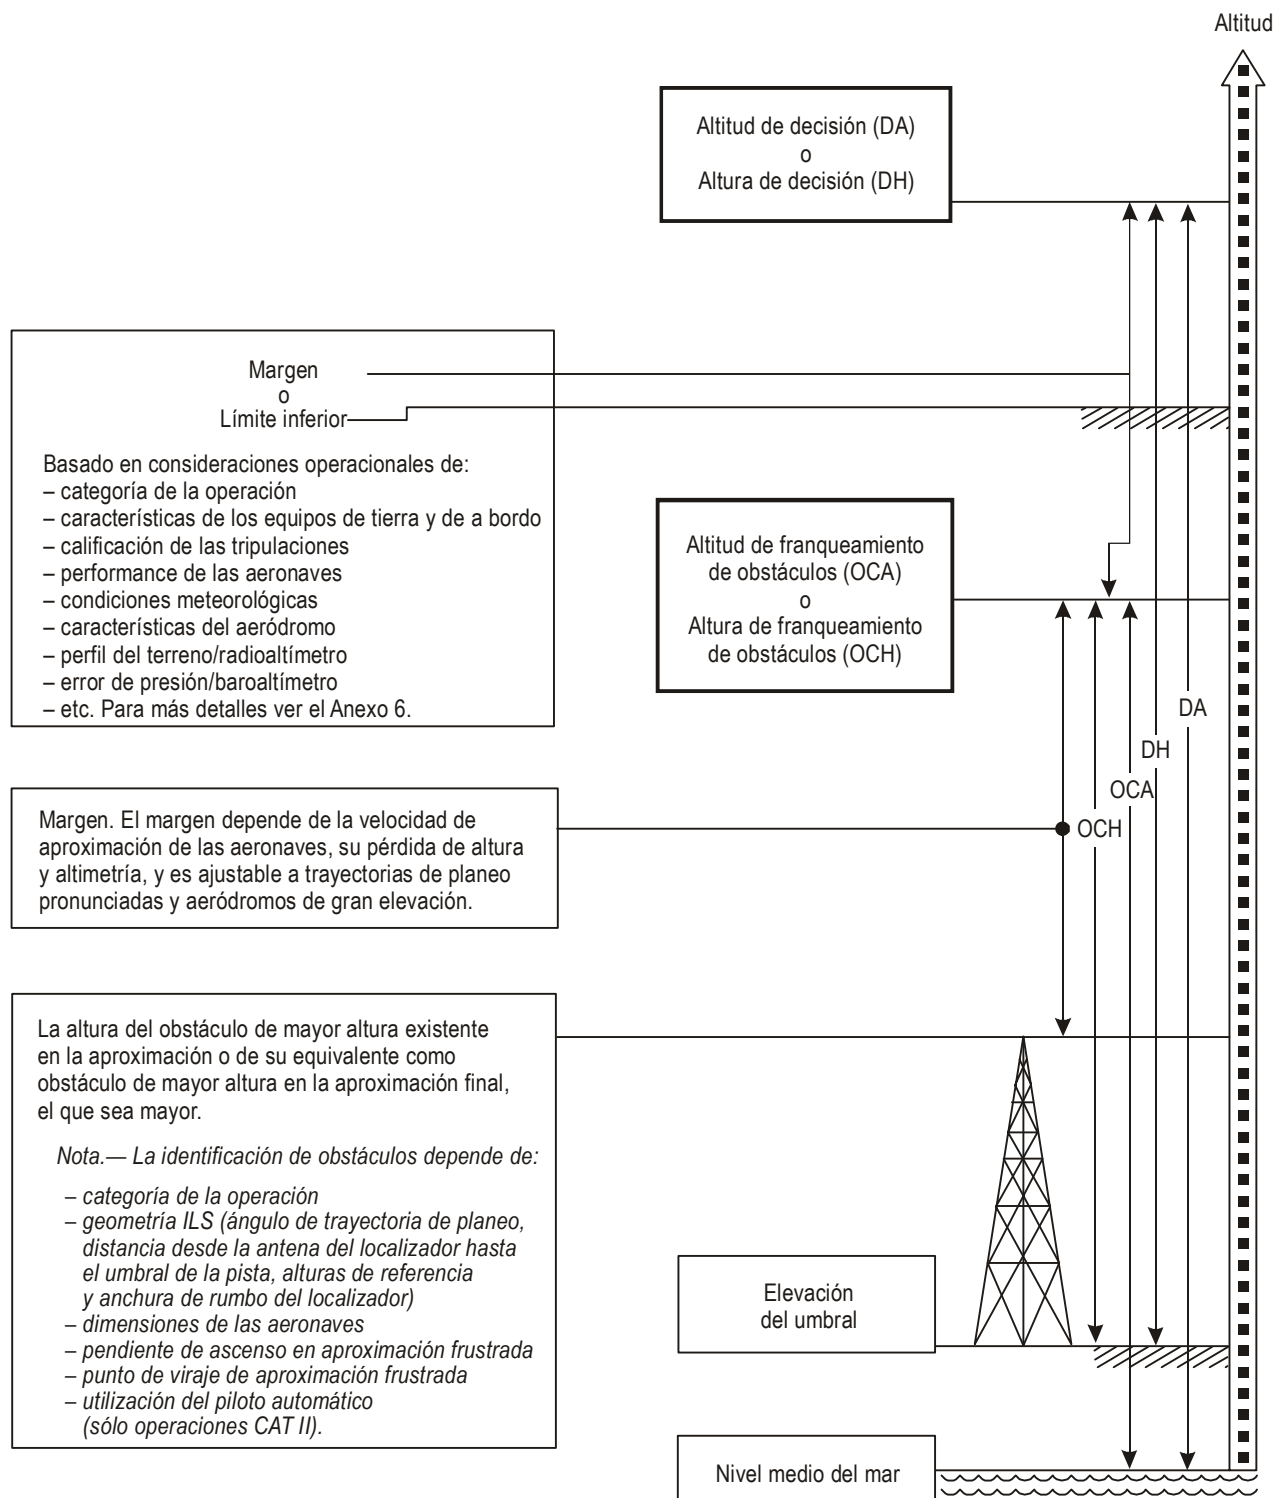 Altitud
Altitud de decisión (DA)
o
Altura de decisión (DH)
Margen
o
Límite inferior
Basado en consideraciones operacionales de:
– categoría de la operación
– características de los equipos de tierra y de a bordo
– calificación de las tripulaciones
– performance de las aeronaves
– condiciones meteorológicas
– características del aeródromo
– perfil del terreno/radioaltímetro
– error de presión/baroaltímetro
– etc. Para más detalles ver el Anexo 6.
Altitud de franqueamiento
de obstáculos (OCA)
o
Altura de franqueamiento
de obstáculos (OCH)
DA
DH
OCA
OCH
Margen. El margen depende de la velocidad de
aproximación de las aeronaves, su pérdida de altura
y altimetría, y es ajustable a trayectorias de planeo
pronunciadas y aeródromos de gran elevación.
La altura del obstáculo de mayor altura existente
en la aproximación o de su equivalente como
obstáculo de mayor altura en la aproximación final,
el que sea mayor.
Nota.— La identificación de obstáculos depende de:
– categoría de la operación
– geometría ILS (ángulo de trayectoria de planeo,
distancia desde la antena del localizador hasta
el umbral de la pista, alturas de referencia
y anchura de rumbo del localizador)
– dimensiones de las aeronaves
– pendiente de ascenso en aproximación frustrada
– punto de viraje de aproximación frustrada
– utilización del piloto automático
(sólo operaciones CAT II).
Elevación
del umbral
Nivel medio del mar